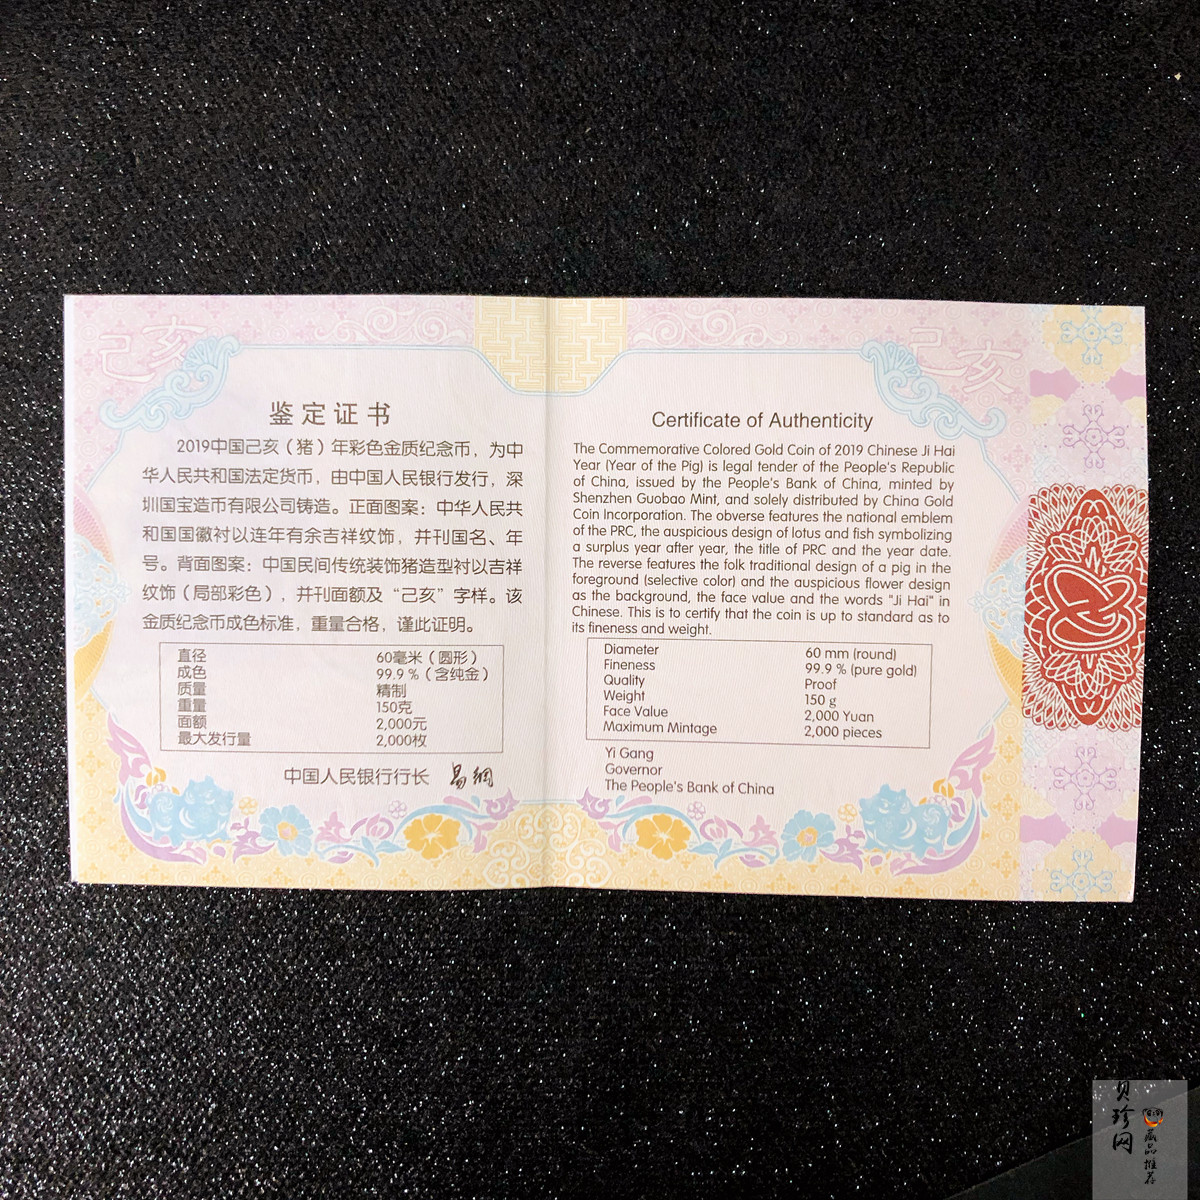 己亥
己亥
鉴定证书
2019中国己亥（猪）年彩色金质纪念币，为中
华人民共和国法定货币，由中国人民银行发行，深
圳国宝造币有限公司铸造。正面图案：中华人民共
和国国徽衬以连年有余吉祥纹饰，并刊国名、年
号。背面图案：中国民间传统装饰猪造型衬以吉祥
纹饰（局部彩色），并刊面额及“己亥”字样。该
金质纪念币成色标准，重量合格，谨此证明。
直径 60毫米（圆形）
成色 99.9 %（含纯金）
质量 精制
重量 150克
面额 2,000元
最大发行量 2,000枚
中国人民银行行长 易纲
Certificate of Authenticity
The Commemorative Colored Gold Coin of 2019 Chinese Ji Hai
Year (Year of the Pig) is legal tender of the People's Republic
of China, issued by the People's Bank of China, minted by
Shenzhen Guobao Mint, and solely distributed by China Gold
Coin Incorporation. The obverse features the national emblem
of the PRC, the auspicious design of lotus and fish symbolizing
a surplus year after year, the title of PRC and the year date.
The reverse features the folk traditional design of a pig in the
foreground (selective color) and the auspicious flower design
as the background, the face value and the words "Ji Hai" in
Chinese. This is to certify that the coin is up to standard as to
its fineness and weight.
Diameter 60 mm (round)
Fineness 99.9 % (pure gold)
Quality Proof
Weight 150 g
Face Value 2,000 Yuan
Maximum Mintage 2,000 pieces
Yi Gang
Governor
The People's Bank of China
贝珍网
藏品推荐